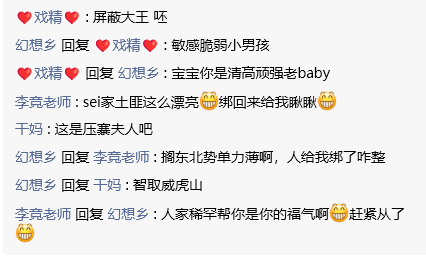 ❤️戏精❤️：屏蔽大王 呸
幻想乡 回复 ❤️戏精❤️：敏感脆弱小男孩
❤️戏精❤️ 回复 幻想乡：宝宝你是清高顽强老baby
李竟老师：sei家土匪这么漂亮😁绑回来给我瞅瞅😁
干妈：这是压寨夫人吧
幻想乡 回复 李竟老师：搁东北势单力薄啊，人给我绑了咋整
幻想乡 回复 干妈：智取威虎山
李竟老师 回复 幻想乡：人家稀罕帮你是你的福气啊😁赶紧从了
😁